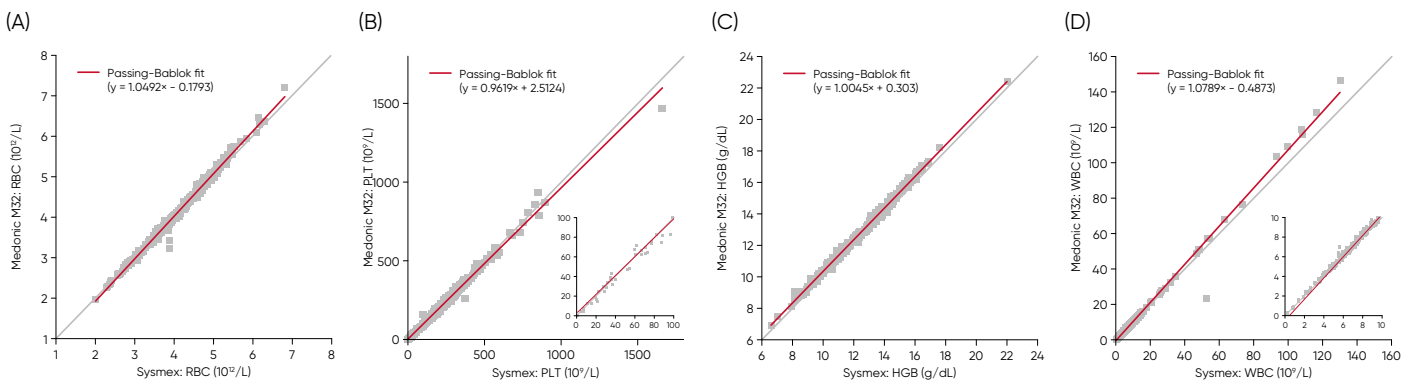 (A)
8
7
6
5
4
3
2
1
Medonic M32: RBC (10¹²/L)
Passing-Bablok fit
(y = 1.0492× − 0.1793)
1 2 3 4 5 6 7 8
Sysmex: RBC (10¹²/L)
(B)
1500
1000
500
0
Medonic M32: PLT (10⁹/L)
Passing-Bablok fit
(y = 0.9619× + 2.5124)
100
80
60
40
20
0
0 20 40 60 80 100
0 500 1000 1500
Sysmex: PLT (10⁹/L)
(C)
24
22
20
18
16
14
12
10
8
6
Medonic M32: HGB (g/dL)
Passing-Bablok fit
(y = 1.0045× + 0.303)
6 8 10 12 14 16 18 20 22 24
Sysmex: HGB (g/dL)
(D)
160
140
120
100
80
60
40
20
0
Medonic M32: WBC (10⁹/L)
Passing-Bablok fit
(y = 1.0789× − 0.4873)
10
8
6
4
2
0
0 2 4 6 8 10
0 20 40 60 80 100 120 140 160
Sysmex: WBC (10⁹/L)